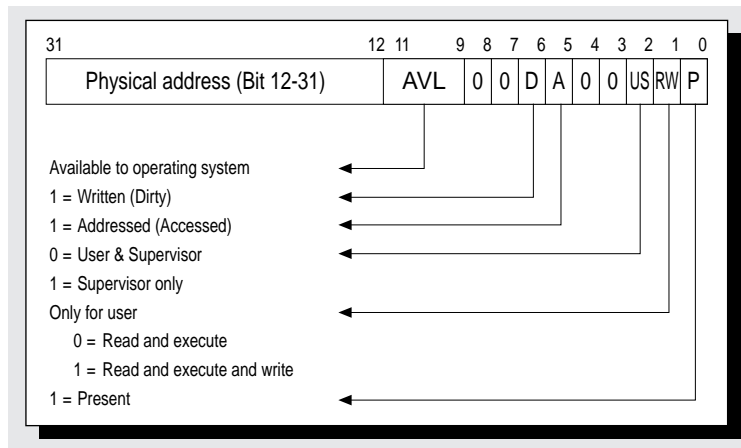 31 12 11 9 8 7 6 5 4 3 2 1 0
Physical address (Bit 12-31) AVL 0 0 D A 0 0 US RW P
Available to operating system
1 = Written (Dirty)
1 = Addressed (Accessed)
0 = User & Supervisor
1 = Supervisor only
Only for user
0 = Read and execute
1 = Read and execute and write
1 = Present